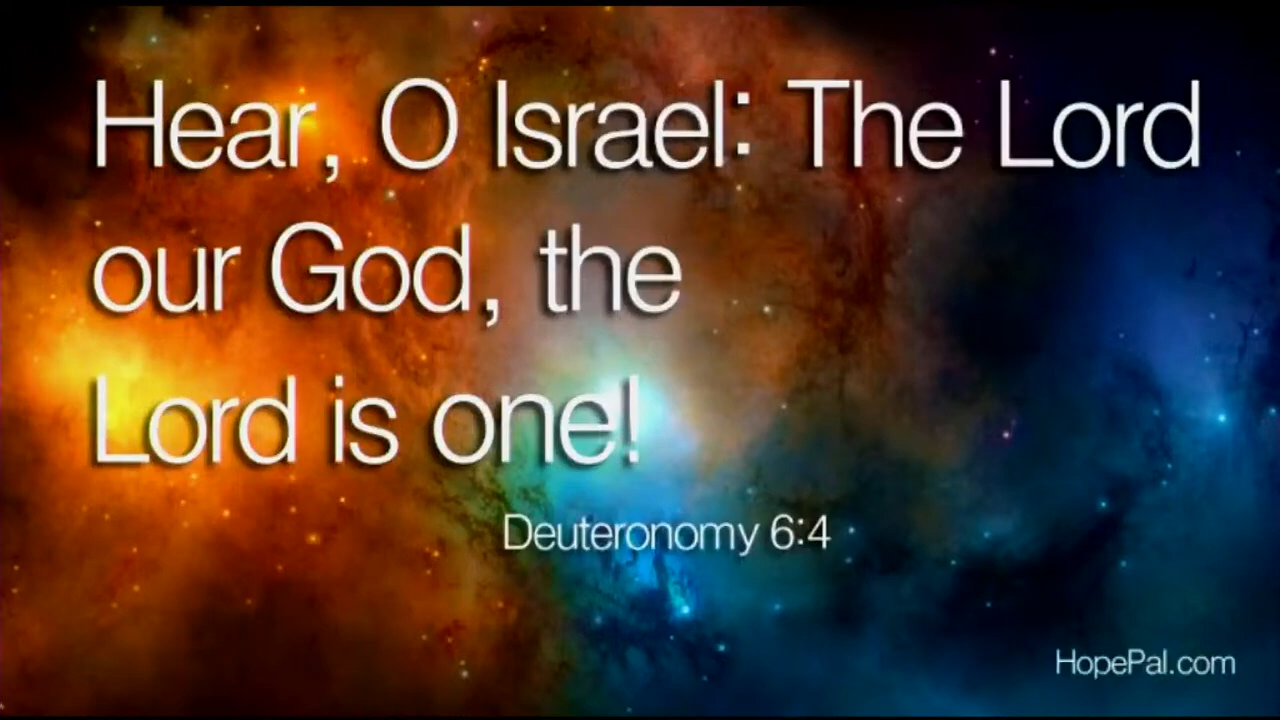 Hear, O Israel: The Lord
our God, the
Lord is one!
Deuteronomy 6:4
HopePal.com